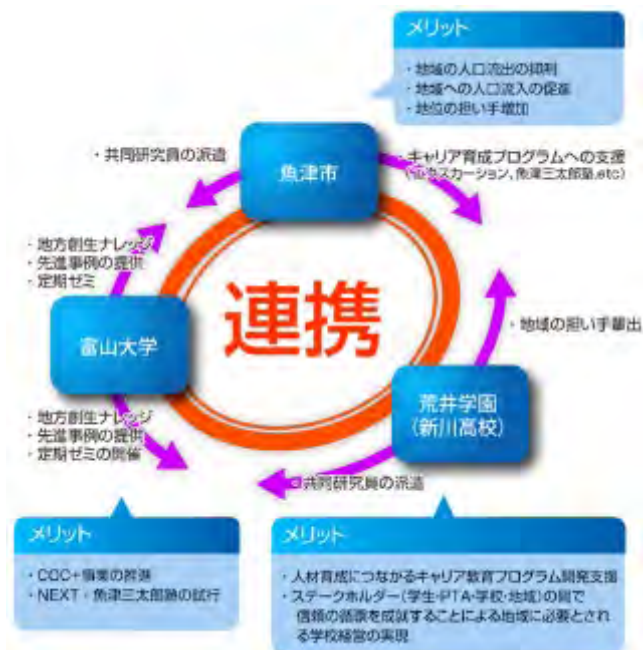 メリット
・地域の人口流出の抑制
・地域への人口流入の促進
・地位の担い手増加
・共同研究員の派遣
魚津市
・キャリア育成プログラムへの支援
魚津三太郎塾,etc)
・地方創生ナレッジ
・先進事例の提供
・定期ゼミ
連携
富山大学
・地域の担い手輩出
荒井学園
(新川高校)
・地方創生ナレッジ
・先進事例の提供
・定期ゼミの開催
共同研究員の派遣
メリット
・COC+事業の推進
・NEXT・魚津三太郎塾の試行
メリット
・人材育成につながるキャリア教育プログラム開発支援
・ステークホルダー(学生・PTA・学校・地域)の間で
信頼の循環を成就することによる地域に必要とされ
る学校経営の実現